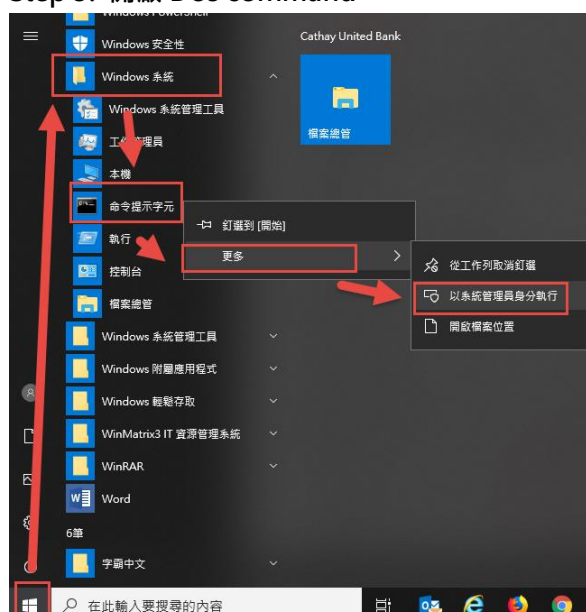 Windows PowerShell
Windows 安全性
Cathay United Bank
Windows 系統
Windows 系統管理工具
檔案總管
工作管理員
本機
命令提示字元
釘選到 [開始]
執行
更多
從工作列取消釘選
控制台
以系統管理員身分執行
檔案總管
開啟檔案位置
Windows 系統管理工具
Windows 附屬應用程式
Windows 輕鬆存取
WinMatrix3 IT 資源管理系統
WinRAR
Word
6筆
字霸中文
在此輸入要搜尋的內容